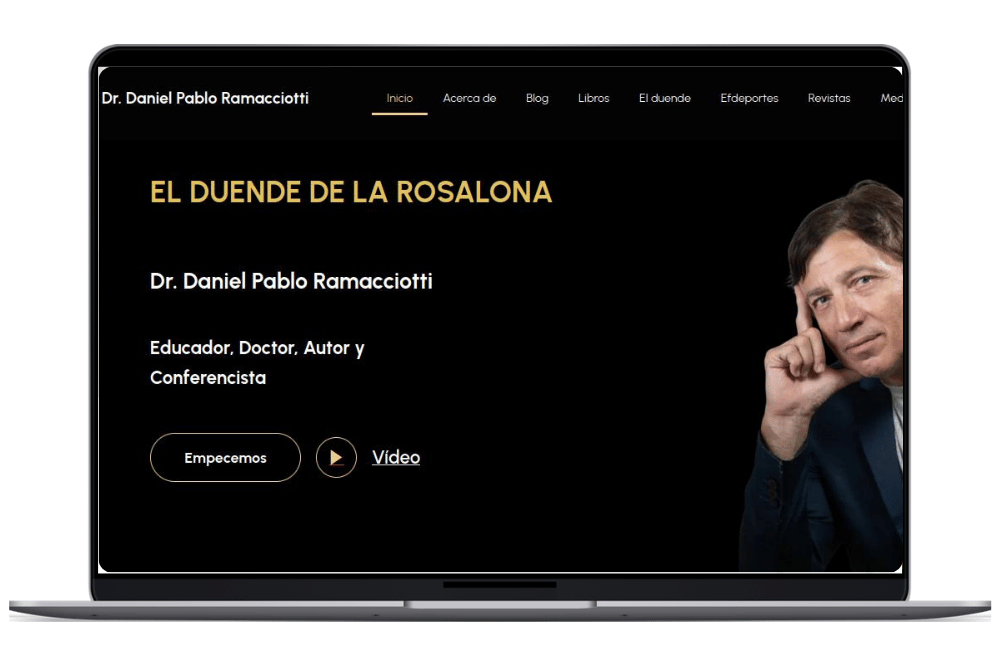 Dr. Daniel Pablo Ramacciotti Inicio Acerca de Blog Libros El duende Efdeportes Revistas Med
EL DUENDE DE LA ROSALONA
Dr. Daniel Pablo Ramacciotti
Educador, Doctor, Autor y
Conferencista
Empecemos Vídeo